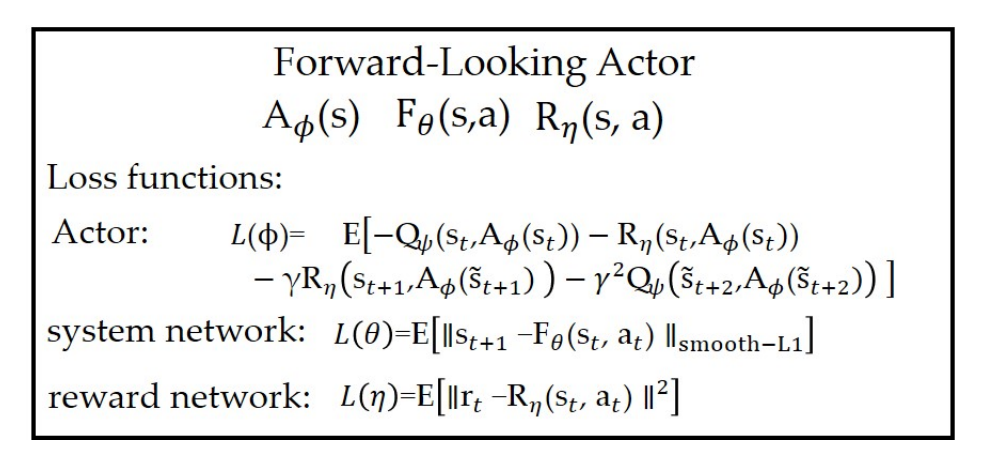 Forward-Looking Actor
A_ϕ(s) F_θ(s,a) R_η(s, a)
Loss functions:
Actor: L(ϕ)= E[−Q_ψ(s_t,A_ϕ(s_t)) − R_η(s_t,A_ϕ(s_t))
− γR_η(s_{t+1},A_ϕ(s̃_{t+1}) ) − γ²Q_ψ(s̃_{t+2},A_ϕ(s̃_{t+2})) ]
system network: L(θ)=E[‖s_{t+1} –F_θ(s_t, a_t) ‖_{smooth−L1}]
reward network: L(η)=E[‖r_t –R_η(s_t, a_t) ‖²]